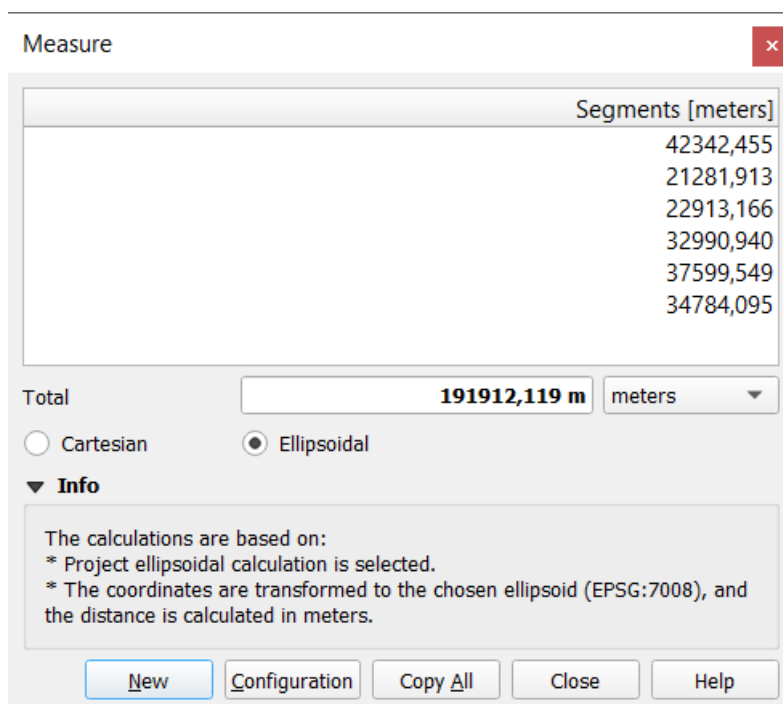 Measure
Segments [meters]
42342,455
21281,913
22913,166
32990,940
37599,549
34784,095
Total 191912,119 m meters
Cartesian Ellipsoidal
Info
The calculations are based on:
* Project ellipsoidal calculation is selected.
* The coordinates are transformed to the chosen ellipsoid (EPSG:7008), and
the distance is calculated in meters.
New Configuration Copy All Close Help